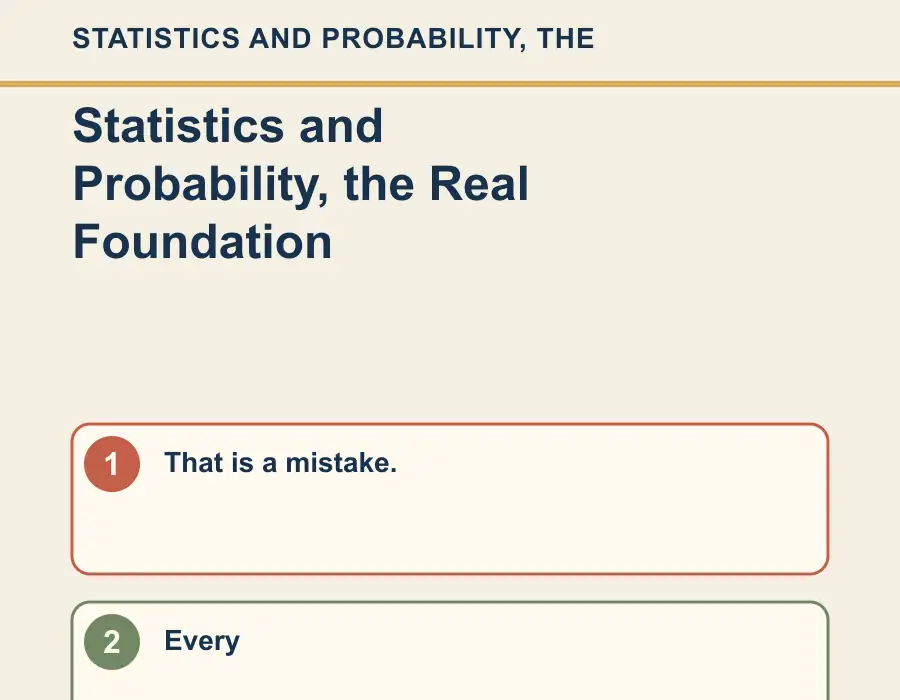 STATISTICS AND PROBABILITY, THE
Statistics and
Probability, the Real
Foundation
1
That is a mistake.
2
Every